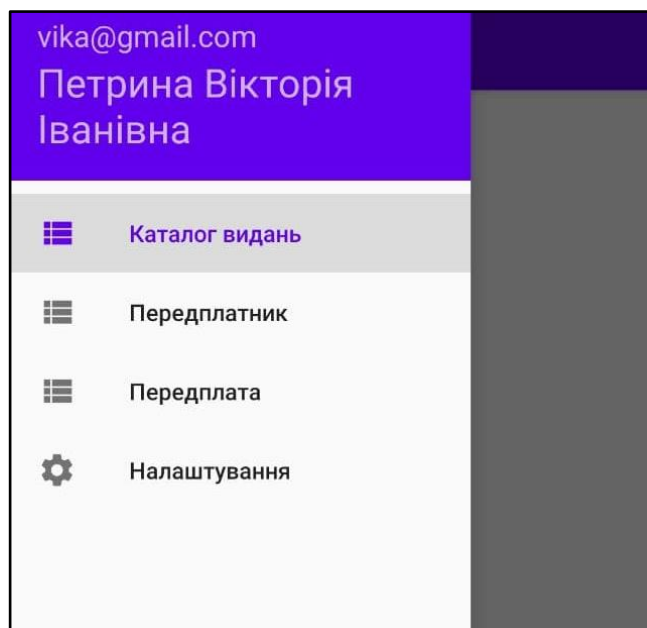 vika@gmail.com
Петрина Вікторія
Іванівна
Каталог видань
Передплатник
Передплата
Налаштування